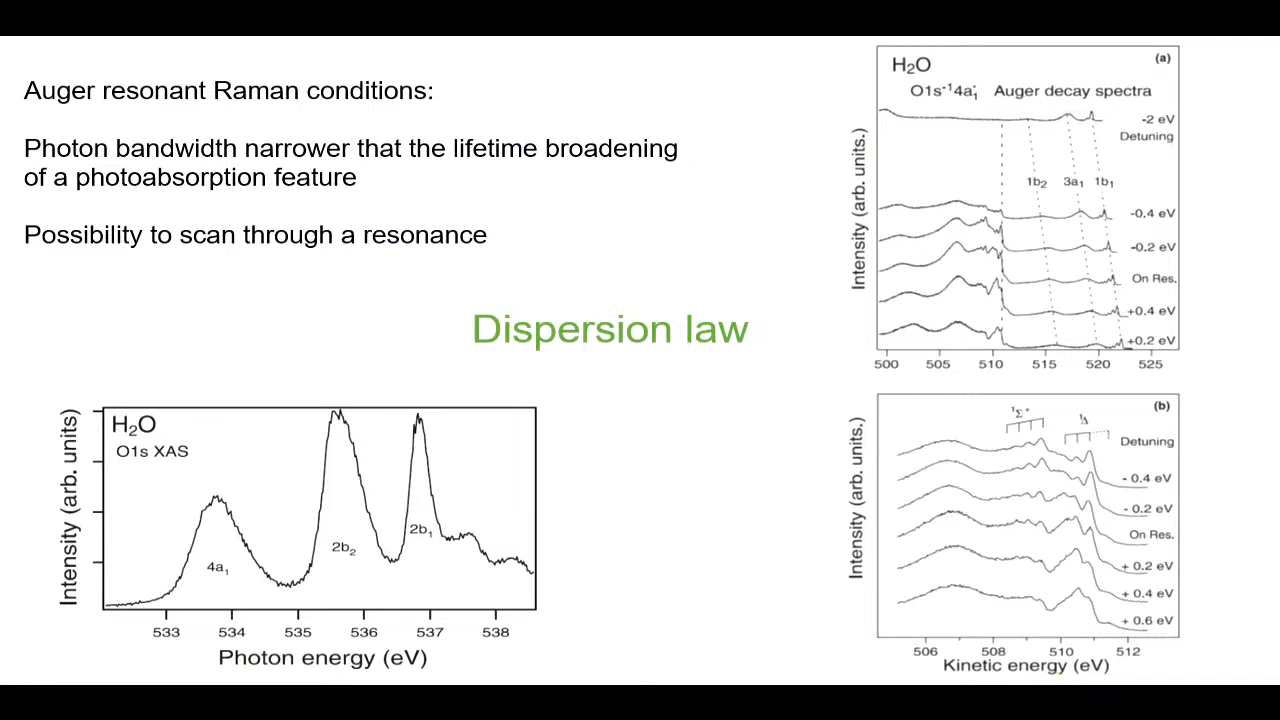 Auger resonant Raman conditions:
Photon bandwidth narrower that the lifetime broadening
of a photoabsorption feature
Possibility to scan through a resonance
Dispersion law
H₂O
O1s XAS
Intensity (arb. units)
4a₁
2b₂
2b₁
533 534 535 536 537 538
Photon energy (eV)
(a)
H₂O
O1s⁻¹4a₁ Auger decay spectra
-2 eV
Detuning
1b₂ 3a₁ 1b₁
-0.4 eV
-0.2 eV
On Res.
+0.4 eV
+0.2 eV
Intensity (arb. units.)
500 505 510 515 520 525
(b)
¹Σ⁺ ¹Δ
Detuning
- 0.4 eV
- 0.2 eV
On Res.
+ 0.2 eV
+ 0.4 eV
+ 0.6 eV
Intensity (arb. units.)
506 508 510 512
Kinetic energy (eV)